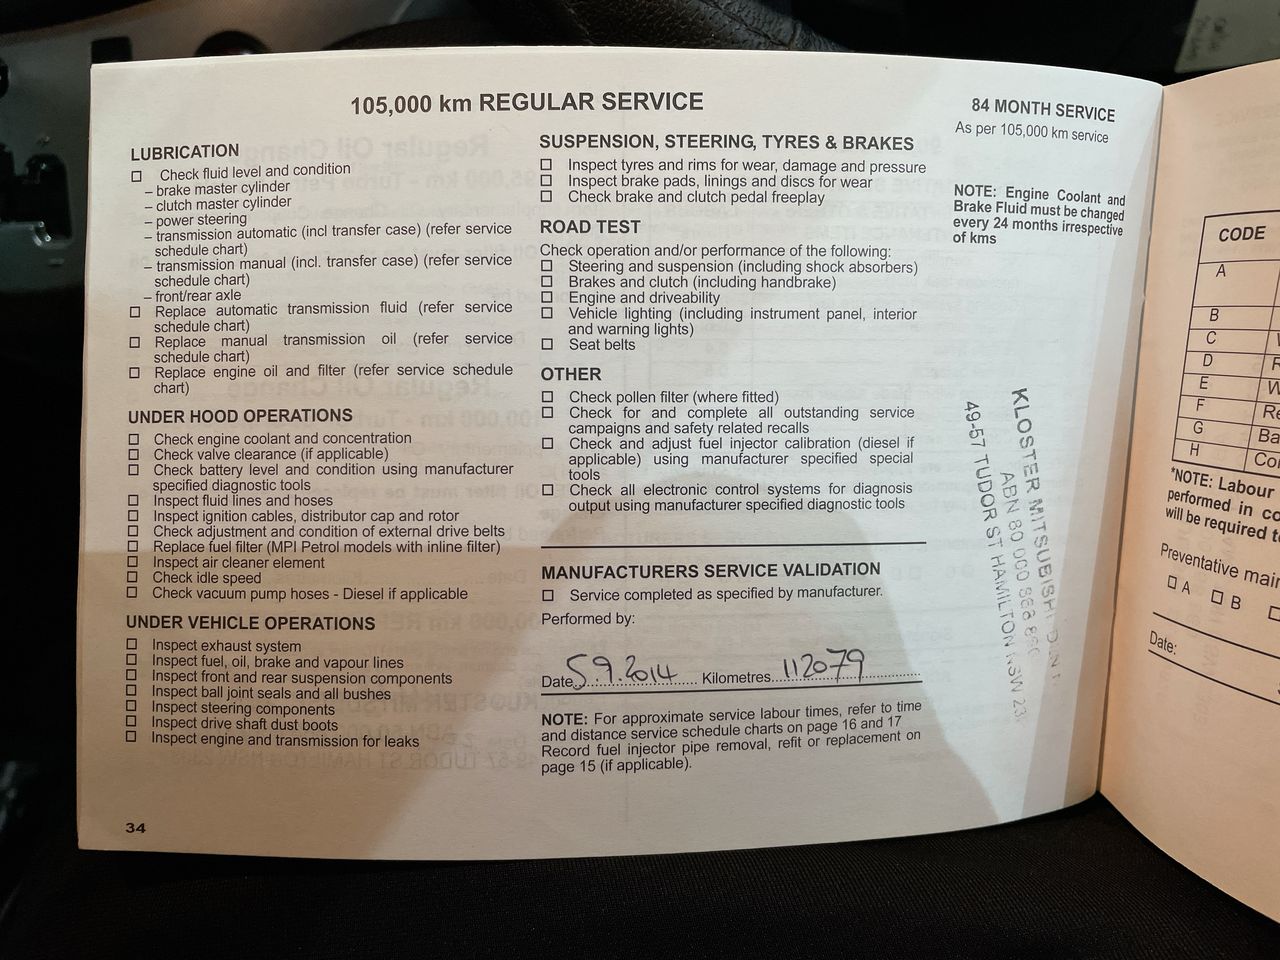 105,000 km REGULAR SERVICE
LUBRICATION
Check fluid level and condition
– brake master cylinder
– clutch master cylinder
– power steering
– transmission automatic (incl transfer case) (refer service
schedule chart)
– transmission manual (incl. transfer case) (refer service
schedule chart)
– front/rear axle
Replace automatic transmission fluid (refer service
schedule chart)
Replace manual transmission oil (refer service
schedule chart)
Replace engine oil and filter (refer service schedule
chart)
UNDER HOOD OPERATIONS
Check engine coolant and concentration
Check valve clearance (if applicable)
Check battery level and condition using manufacturer
specified diagnostic tools
Inspect fluid lines and hoses
Inspect ignition cables, distributor cap and rotor
Check adjustment and condition of external drive belts
Replace fuel filter (MPI Petrol models with inline filter)
Inspect air cleaner element
Check idle speed
Check vacuum pump hoses - Diesel if applicable
UNDER VEHICLE OPERATIONS
Inspect exhaust system
Inspect fuel, oil, brake and vapour lines
Inspect front and rear suspension components
Inspect ball joint seals and all bushes
Inspect steering components
Inspect drive shaft dust boots
Inspect engine and transmission for leaks
34
SUSPENSION, STEERING, TYRES & BRAKES
Inspect tyres and rims for wear, damage and pressure
Inspect brake pads, linings and discs for wear
Check brake and clutch pedal freeplay
ROAD TEST
Check operation and/or performance of the following:
Steering and suspension (including shock absorbers)
Brakes and clutch (including handbrake)
Engine and driveability
Vehicle lighting (including instrument panel, interior
and warning lights)
Seat belts
OTHER
Check pollen filter (where fitted)
Check for and complete all outstanding service
campaigns and safety related recalls
Check and adjust fuel injector calibration (diesel if
applicable) using manufacturer specified special
tools
Check all electronic control systems for diagnosis
output using manufacturer specified diagnostic tools
MANUFACTURERS SERVICE VALIDATION
Service completed as specified by manufacturer.
Performed by:
Date 5.9.2014 Kilometres 112079
NOTE: For approximate service labour times, refer to time
and distance service schedule charts on page 16 and 17
Record fuel injector pipe removal, refit or replacement on
page 15 (if applicable).
84 MONTH SERVICE
As per 105,000 km service
NOTE: Engine Coolant and
Brake Fluid must be changed
every 24 months irrespective
of kms
KLOSTER MITSUBISHI
ABN 80 000
49-57 TUDOR ST HAMILTON NSW
CODE
A
B
C
D
E
F
G
H
*NOTE: Labour
performed in
will be required
Preventative
A B
Date: